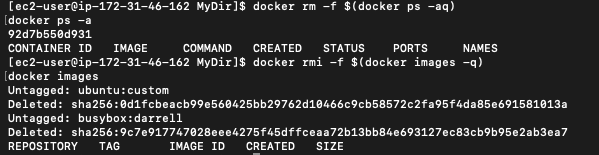 [ec2-user@ip-172-31-46-162 MyDir]$ docker rm -f $(docker ps -aq)
docker ps -a
92d7b550d931
CONTAINER ID   IMAGE     COMMAND   CREATED   STATUS    PORTS     NAMES
[ec2-user@ip-172-31-46-162 MyDir]$ docker rmi -f $(docker images -q)
docker images
Untagged: ubuntu:custom
Deleted: sha256:0d1fcbeacb99e560425bb29762d10466c9cb58572c2fa95f4da85e691581013a
Untagged: busybox:darrell
Deleted: sha256:9c7e917747028eee4275f45dffceaa72b13bb84e693127ec83cb9b95e2ab3ea7
REPOSITORY   TAG       IMAGE ID   CREATED   SIZE